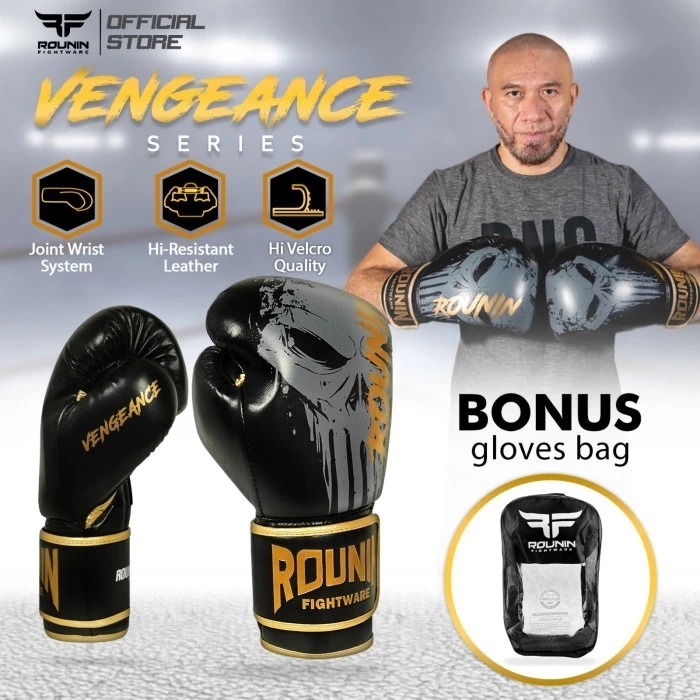 ROUNIN
FIGHTWARE
OFFICIAL
STORE
VENGEANCE
SERIES
Joint Wrist
System
Hi-Resistant
Leather
Hi Velcro
Quality
ROUNIN
ROUNIN
VENGEANCE
ROUNIN
ROUNIN
FIGHTWARE
BONUS
gloves bag
ROUNIN
FIGHTWARE